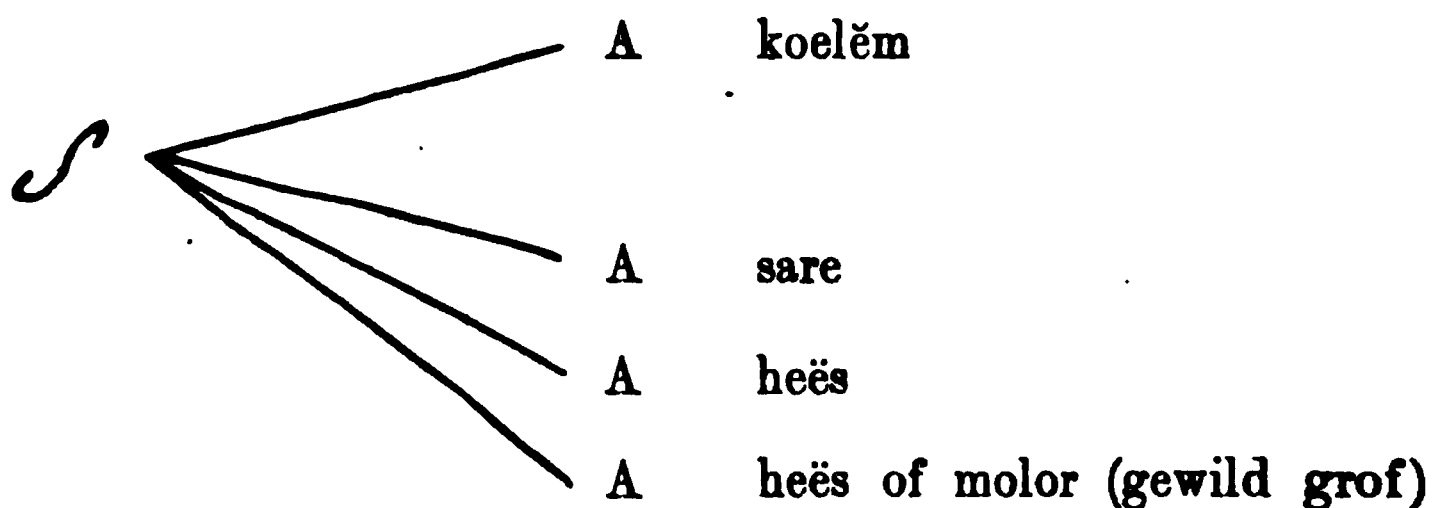 A koelĕm
S
A sare
A heës
A heës of molor (gewild grof)